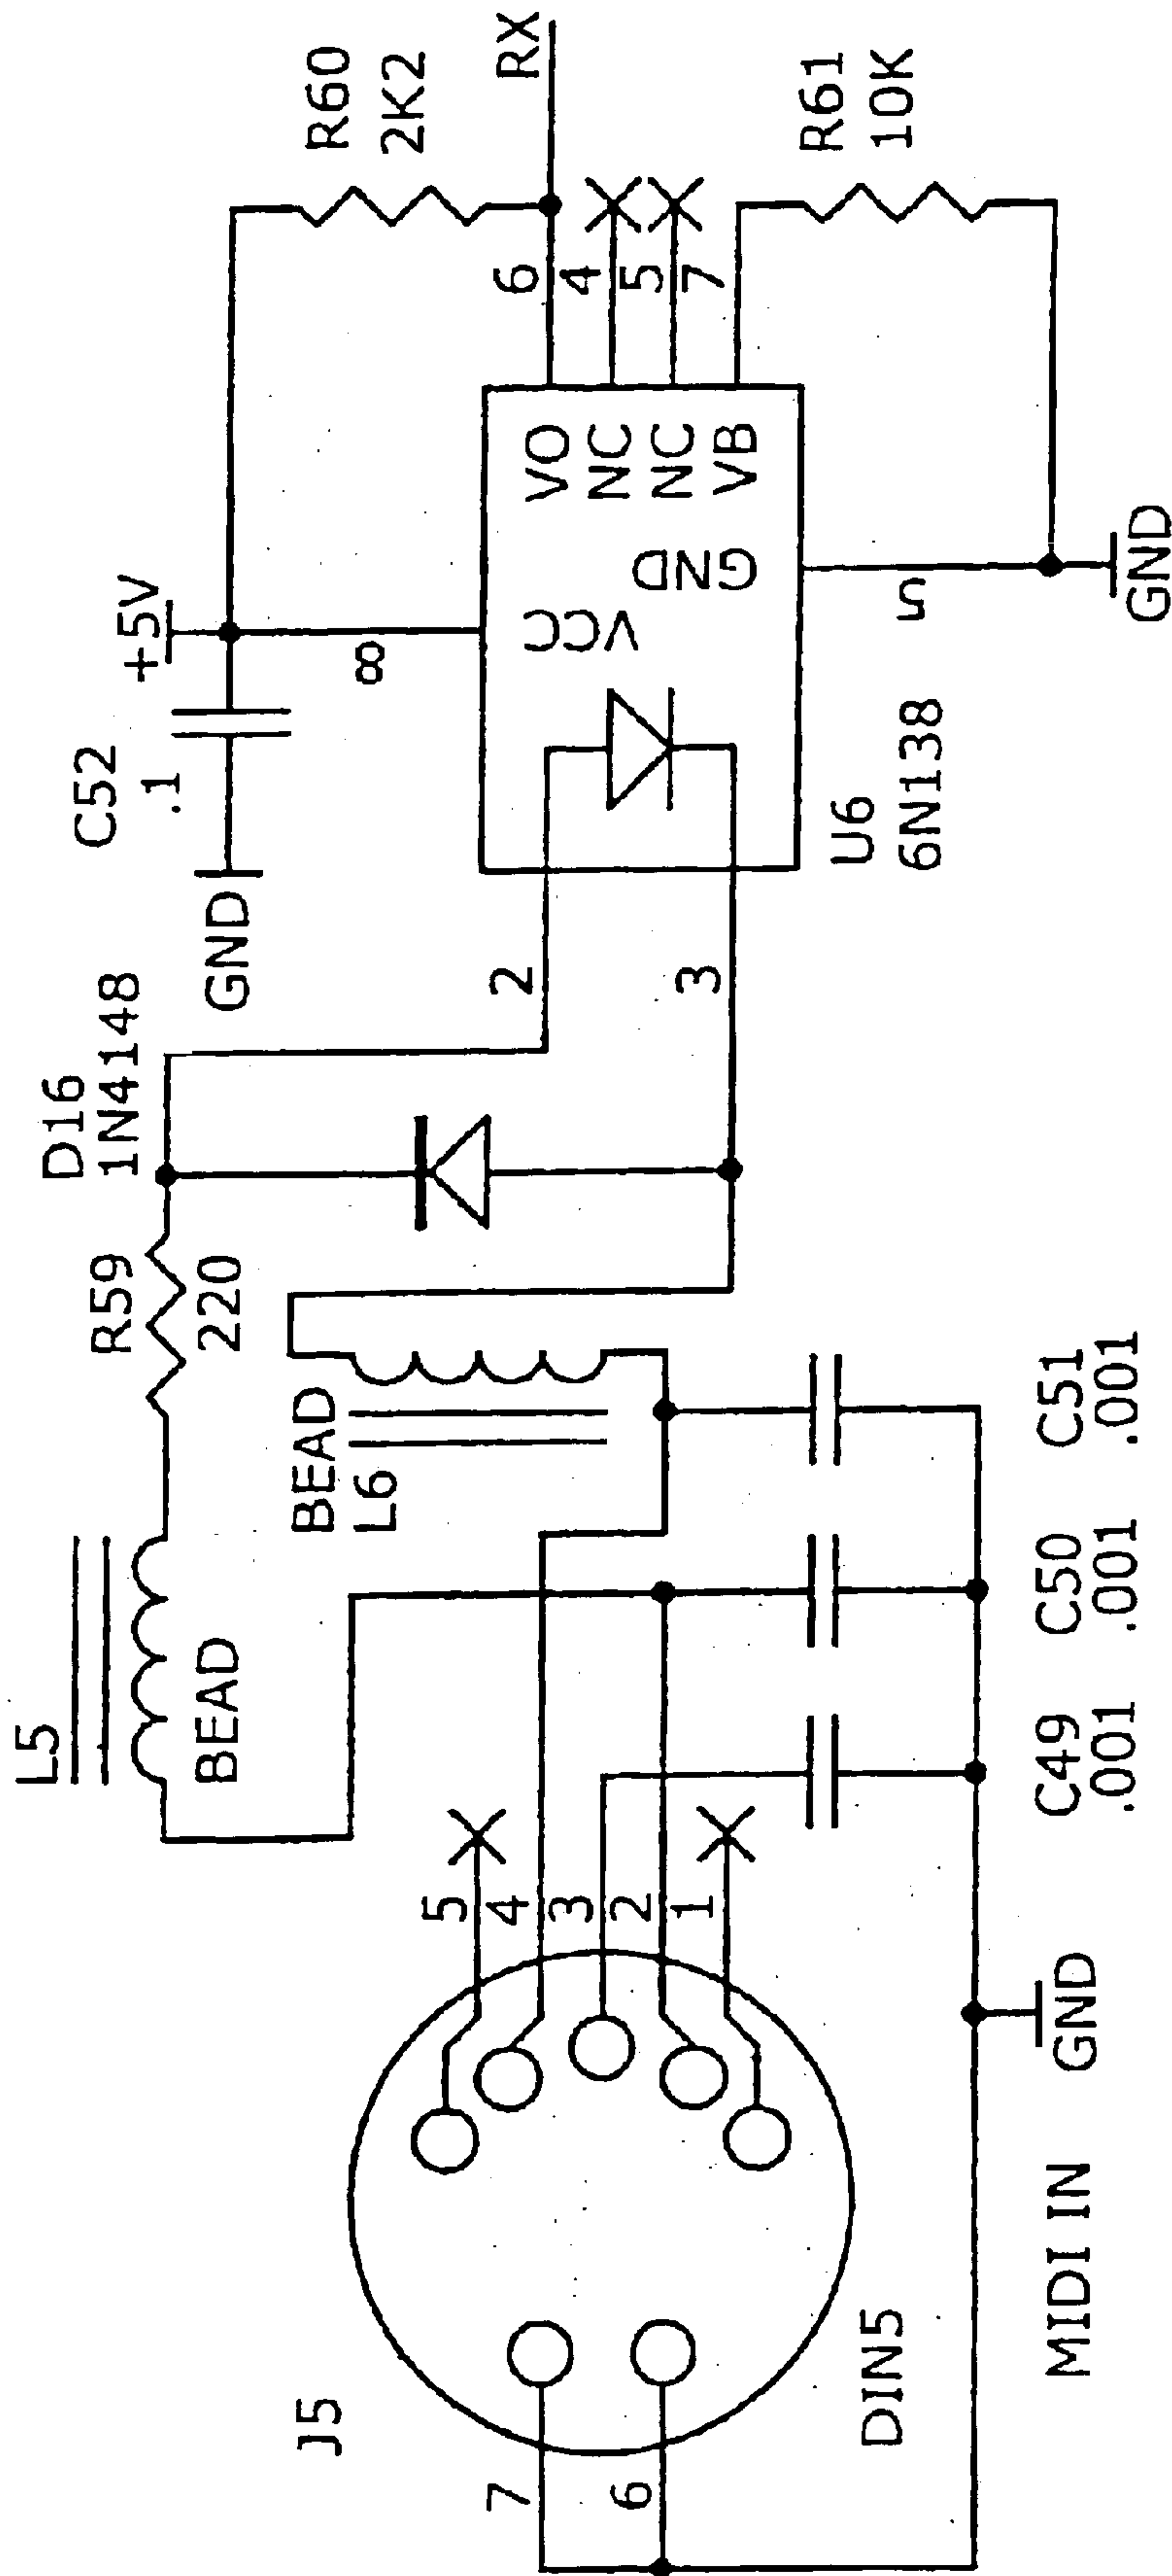 L5
BEAD
R59
220
D16
1N4148
GND
C52
.1
+5V
8
R60
2K2
RX
BEAD
L6
2
3
VCC
GND
VO
NC
NC
VB
6
4
5
7
U6
6N138
5
R61
10K
GND
J5
7
6
5
4
3
2
1
DIN5
C49
.001
C50
.001
C51
.001
MIDI IN
GND